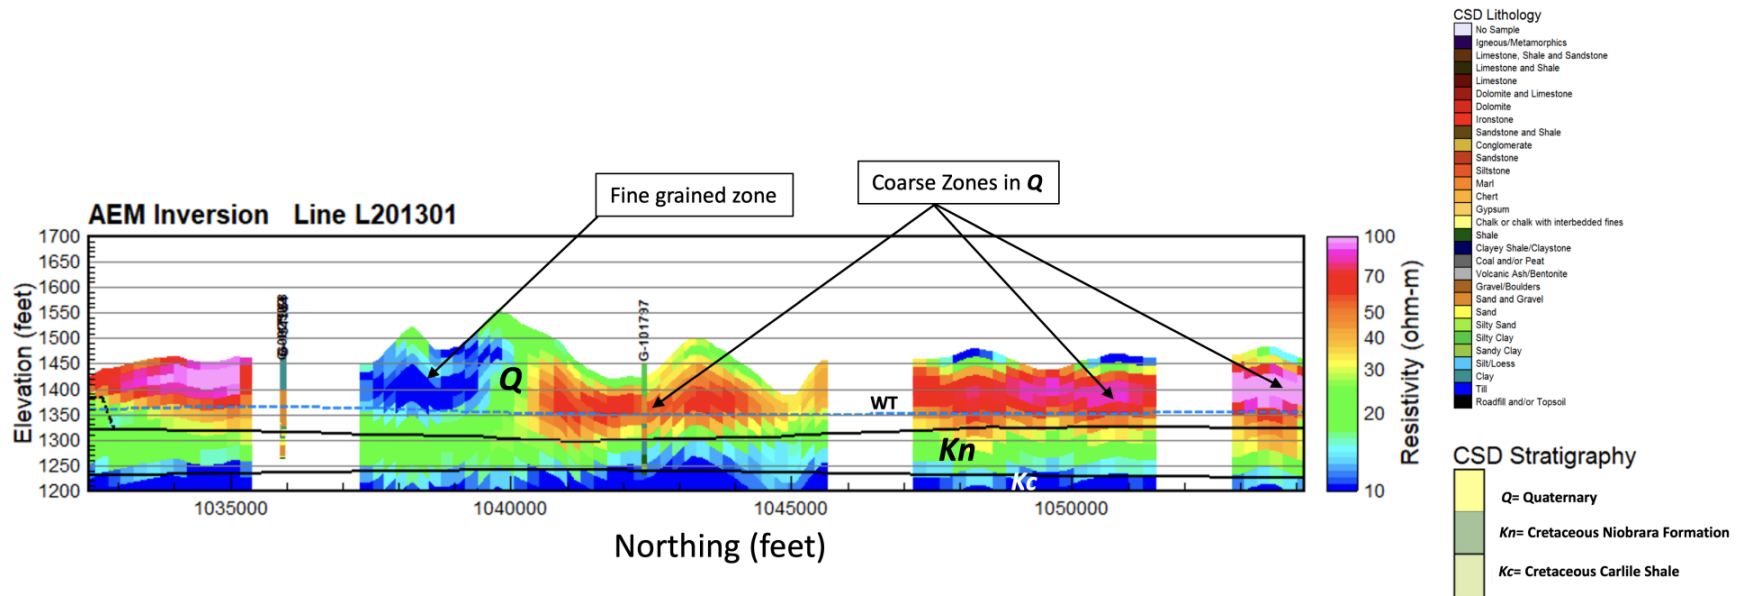 CSD Lithology
No Sample
Igneous/Metamorphics
Limestone, Shale and Sandstone
Limestone and Shale
Limestone
Dolomite and Limestone
Dolomite
Ironstone
Sandstone and Shale
Conglomerate
Sandstone
Siltstone
Marl
Chert
Gypsum
Chalk or chalk with interbedded fines
Shale
Clayey Shale/Claystone
Coal and/or Peat
Volcanic Ash/Bentonite
Gravel/Boulders
Sand and Gravel
Sand
Silty Sand
Silty Clay
Sandy Clay
Silt/Loess
Clay
Till
Roadfill and/or Topsoil
CSD Stratigraphy
Q= Quaternary
Kn= Cretaceous Niobrara Formation
Kc= Cretaceous Carlile Shale
Fine grained zone
Coarse Zones in Q
AEM Inversion Line L201301
Elevation (feet)
1700
1650
1600
1550
1500
1450
1400
1350
1300
1250
1200
G-101797
Q
WT
Kn
Kc
1035000
1040000
1045000
1050000
Northing (feet)
100
70
50
40
30
20
10
Resistivity (ohm-m)